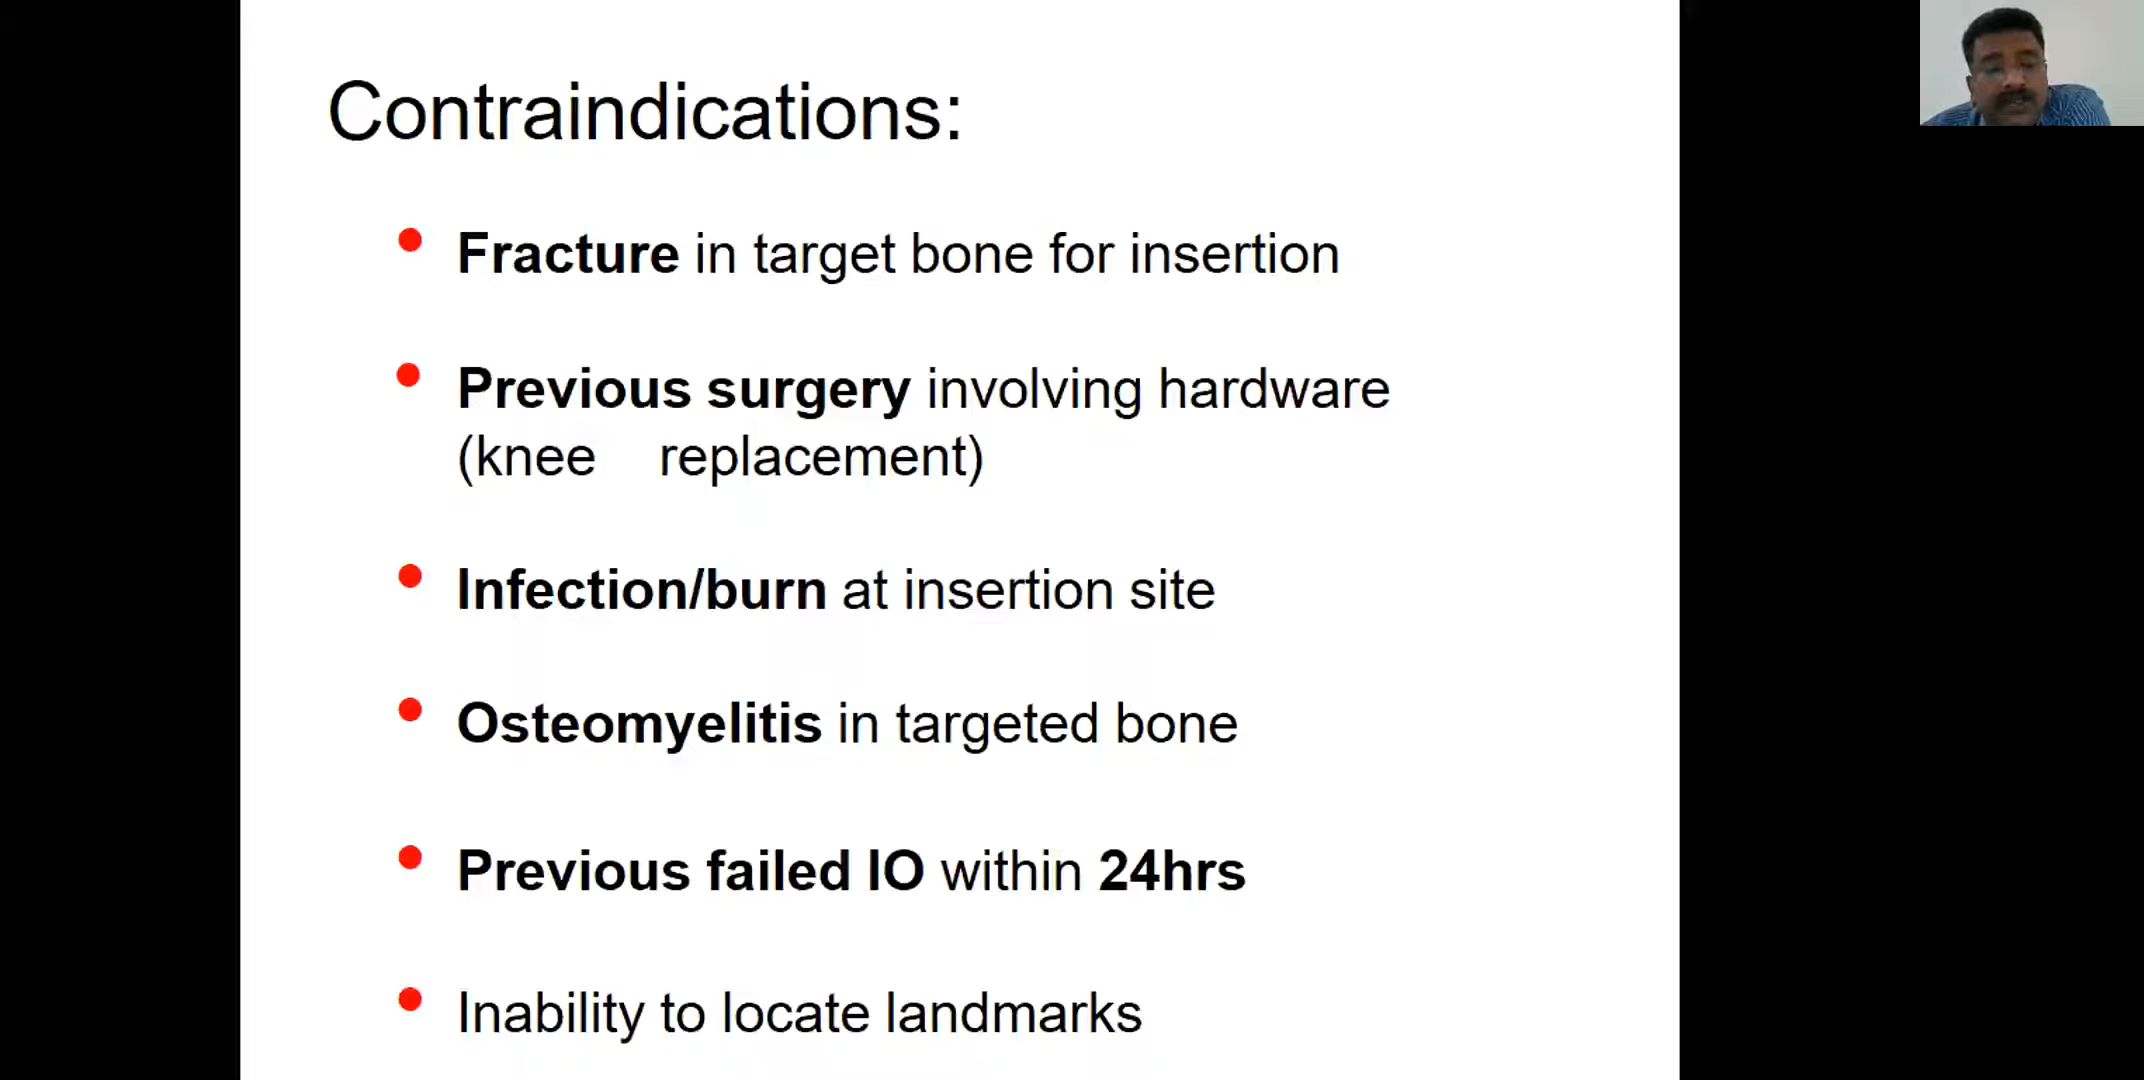 Contraindications:
• Fracture in target bone for insertion
• Previous surgery involving hardware
(knee replacement)
• Infection/burn at insertion site
• Osteomyelitis in targeted bone
• Previous failed IO within 24hrs
• Inability to locate landmarks